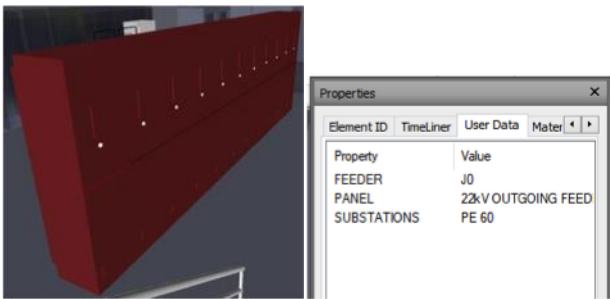 Properties
Element ID TimeLiner User Data Mater
Property Value
FEEDER J0
PANEL 22kV OUTGOING FEED
SUBSTATIONS PE 60